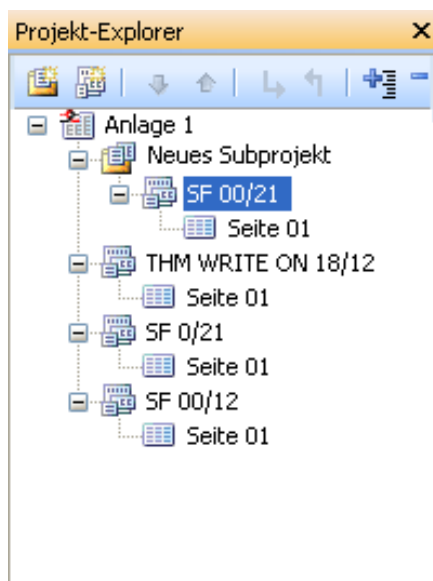 Projekt-Explorer
Anlage 1
Neues Subprojekt
SF 00/21
Seite 01
THM WRITE ON 18/12
Seite 01
SF 0/21
Seite 01
SF 00/12
Seite 01